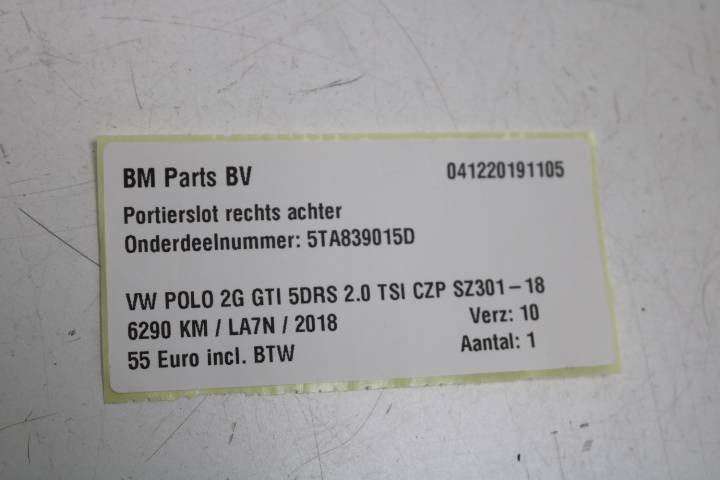 BM Parts BV 041220191105
Portierslot rechts achter
Onderdeelnummer: 5TA839015D
VW POLO 2G GTI 5DRS 2.0 TSI CZP SZ301-18
6290 KM / LA7N / 2018 Verz: 10
55 Euro incl. BTW Aantal: 1